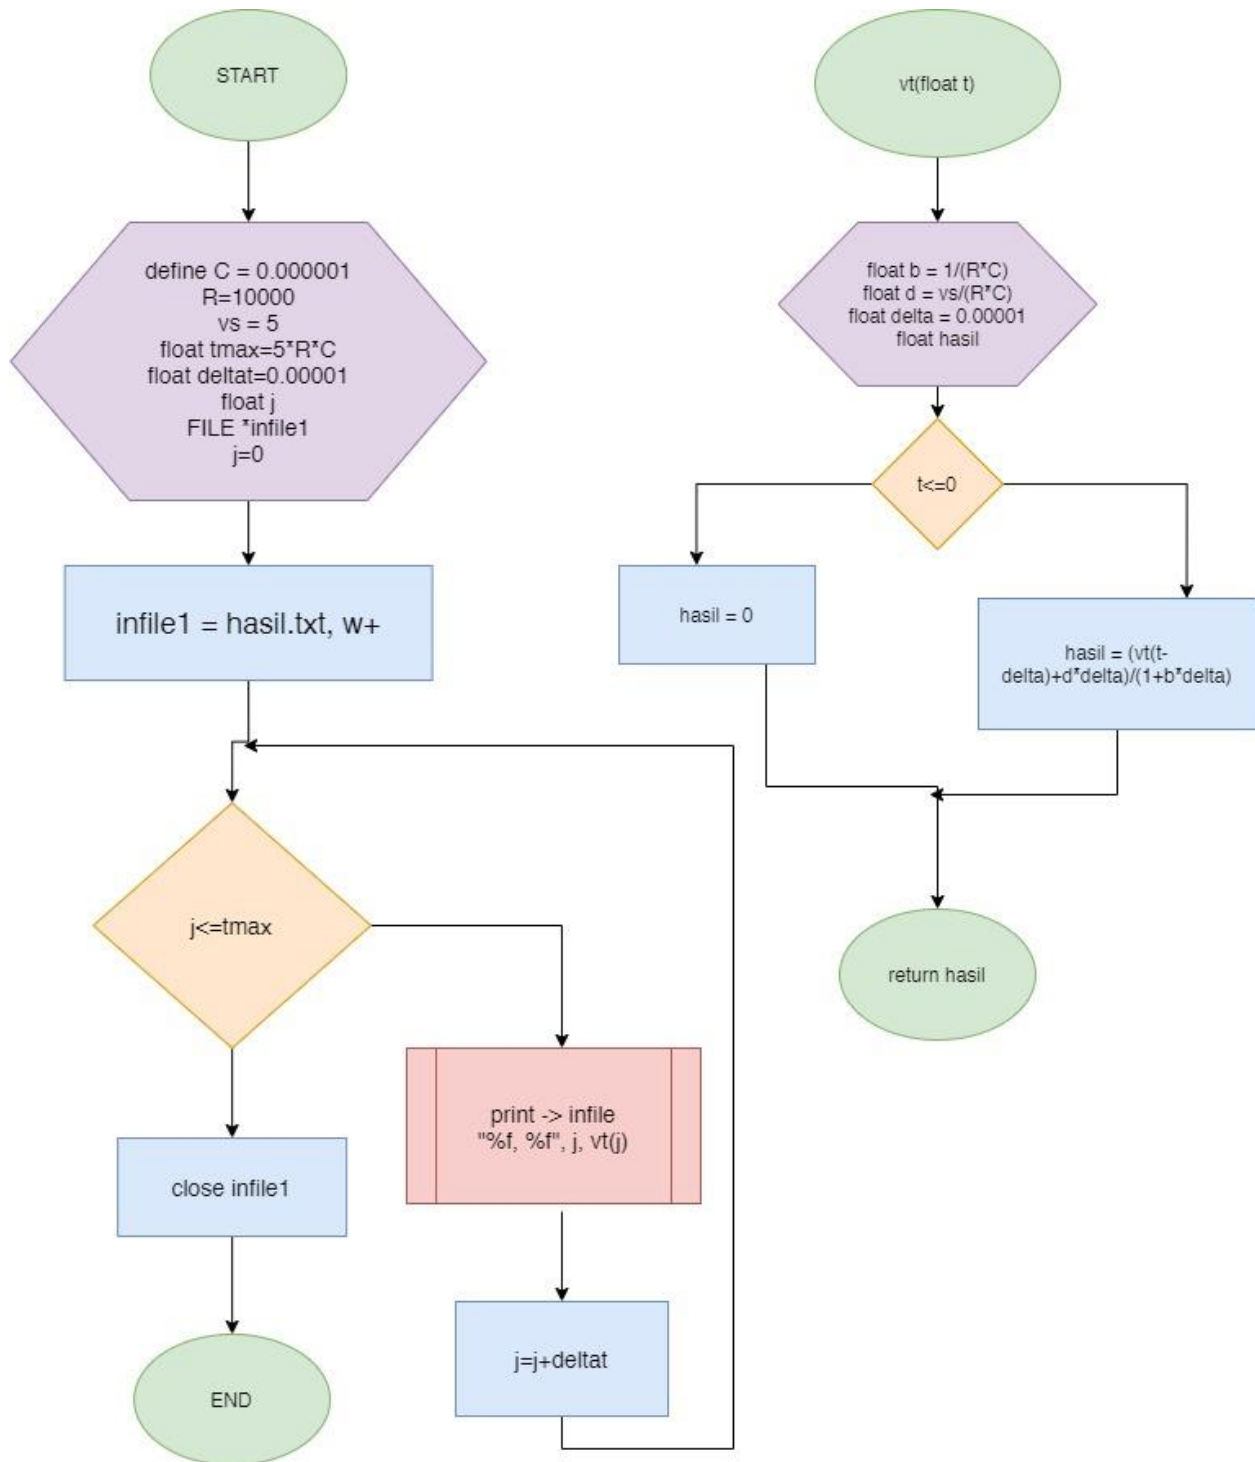 START
define C = 0.000001
R=10000
vs = 5
float tmax=5*R*C
float deltat=0.00001
float j
FILE *infile1
j=0
infile1 = hasil.txt, w+
j<=tmax
print -> infile
"%f, %f", j, vt(j)
close infile1
j=j+deltat
END
vt(float t)
float b = 1/(R*C)
float d = vs/(R*C)
float delta = 0.00001
float hasil
t<=0
hasil = 0
hasil = (vt(t-
delta)+d*delta)/(1+b*delta)
return hasil